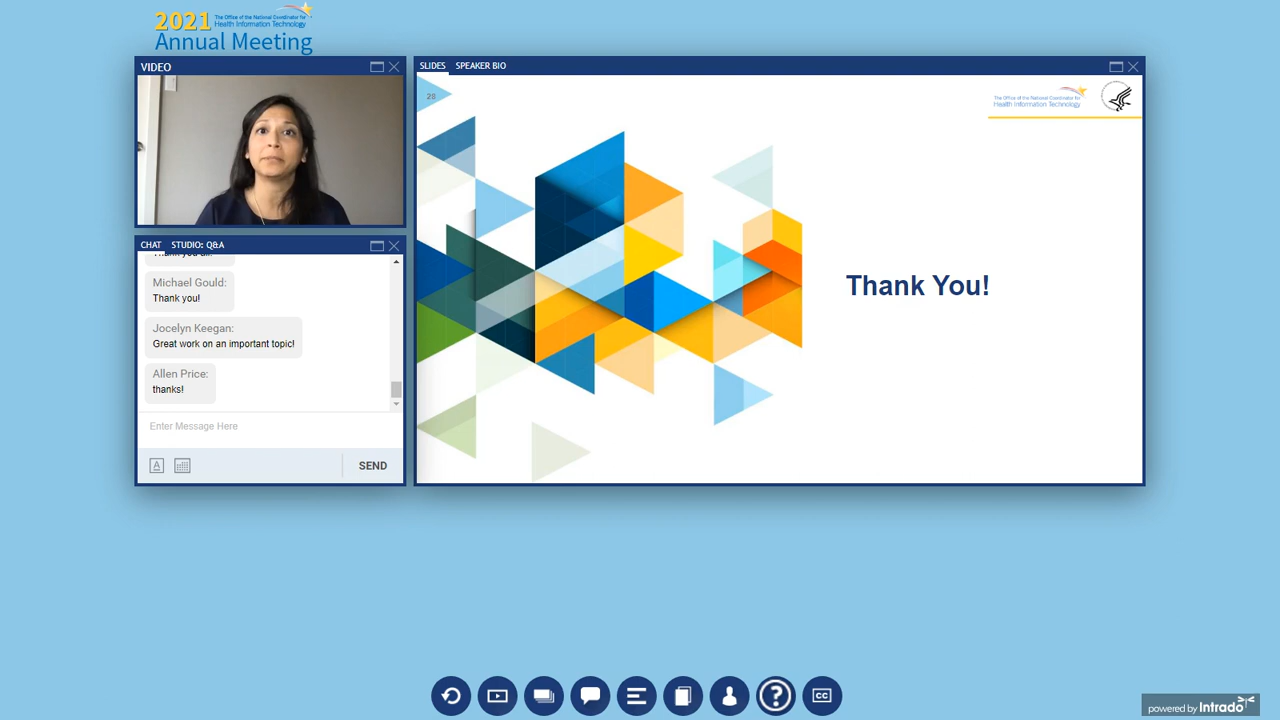 2021
The Office of the National Coordinator for
Health Information Technology
Annual Meeting
VIDEO
SLIDES SPEAKER BIO
28
The Office of the National Coordinator for
Health Information Technology
Thank You!
CHAT STUDIO: Q&A
Michael Gould:
Thank you!
Jocelyn Keegan:
Great work on an important topic!
Allen Price:
thanks!
Enter Message Here
A
SEND
?
CC
powered by Intrado